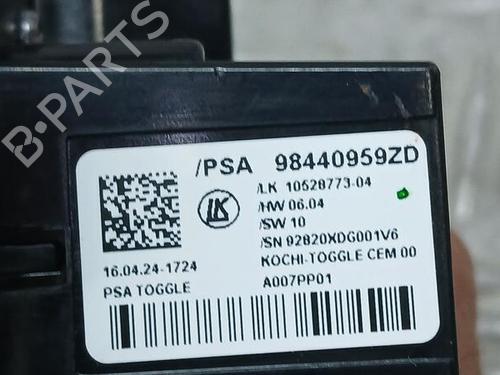 B-PARTS
/PSA 98440959ZD
/LK 10528773-04
/HW 06.04
/SW 10
/SN 92820XDG001V6
KOCHI-TOGGLE CEM 00
A007PP01
LK
16.04.24-1724
PSA TOGGLE